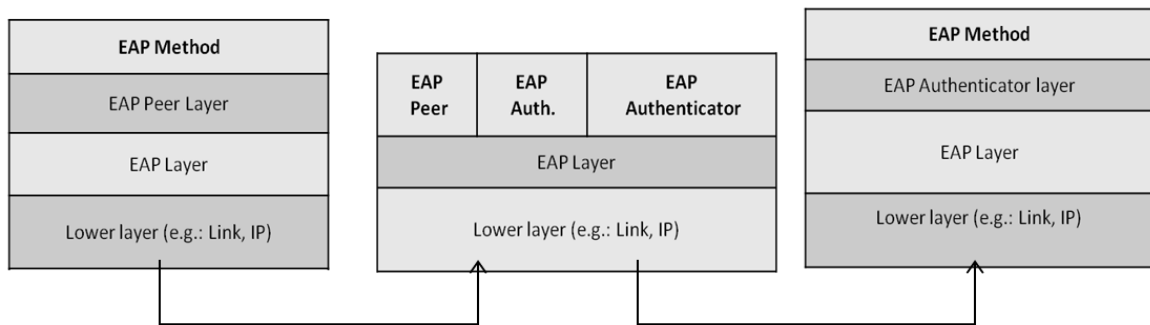 EAP Method
EAP Peer Layer
EAP Layer
Lower layer (e.g.: Link, IP)
EAP
Peer
EAP
Auth.
EAP
Authenticator
EAP Layer
Lower layer (e.g.: Link, IP)
EAP Method
EAP Authenticator layer
EAP Layer
Lower layer (e.g.: Link, IP)